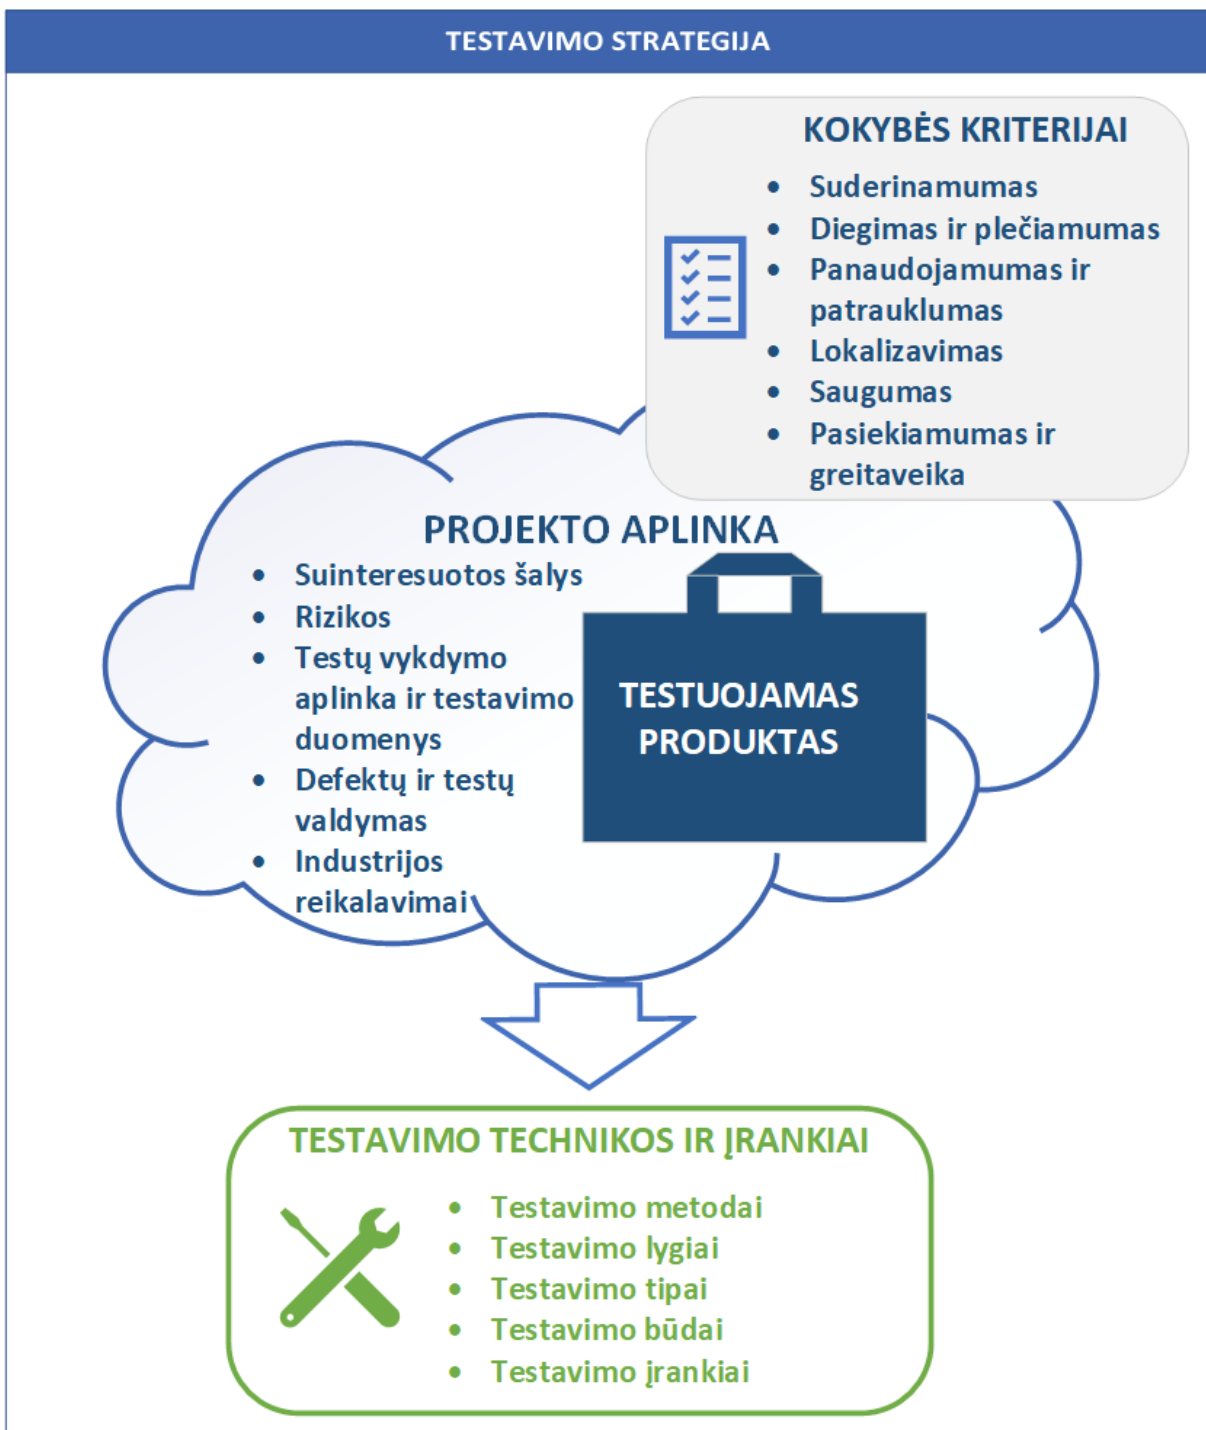 TESTAVIMO STRATEGIJA
KOKYBĖS KRITERIJAI
• Suderinamumas
• Diegimas ir plečiamumas
• Panaudojamumas ir
patrauklumas
• Lokalizavimas
• Saugumas
• Pasiekiamumas ir
greitaveika
PROJEKTO APLINKA
• Suinteresuotos šalys
• Rizikos
• Testų vykdymo
aplinka ir testavimo
duomenys
• Defektų ir testų
valdymas
• Industrijos
reikalavimai
TESTUOJAMAS
PRODUKTAS
TESTAVIMO TECHNIKOS IR ĮRANKIAI
• Testavimo metodai
• Testavimo lygiai
• Testavimo tipai
• Testavimo būdai
• Testavimo įrankiai